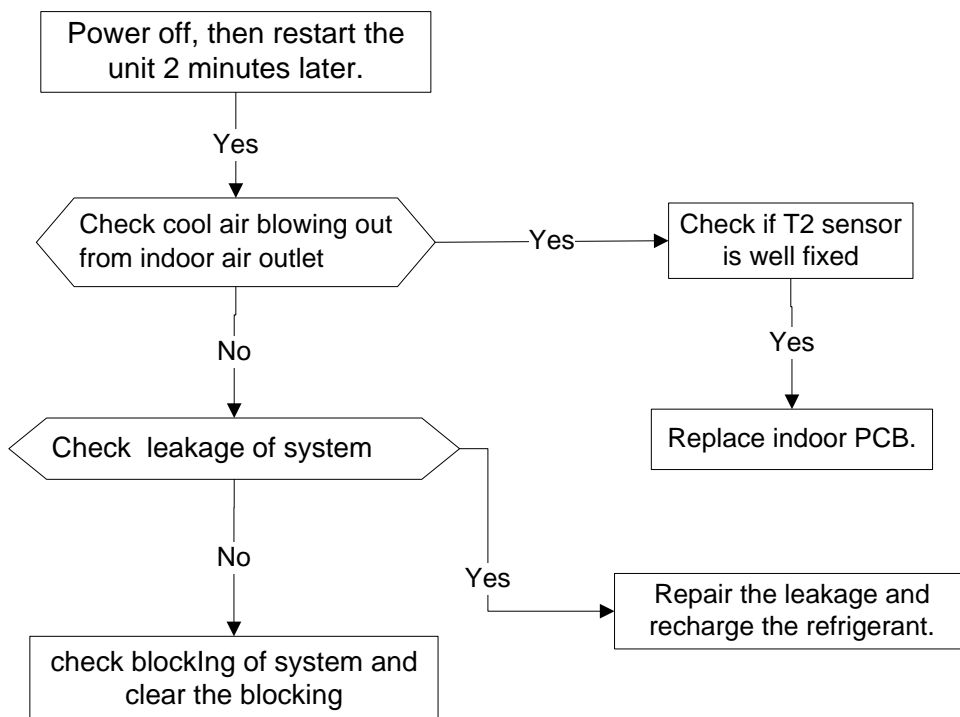 Power off, then restart the
unit 2 minutes later.
Yes
Check cool air blowing out
from indoor air outlet
Yes
Check if T2 sensor
is well fixed
No
Yes
Check leakage of system
Replace indoor PCB.
No
Yes
Repair the leakage and
recharge the refrigerant.
check blockIng of system and
clear the blocking